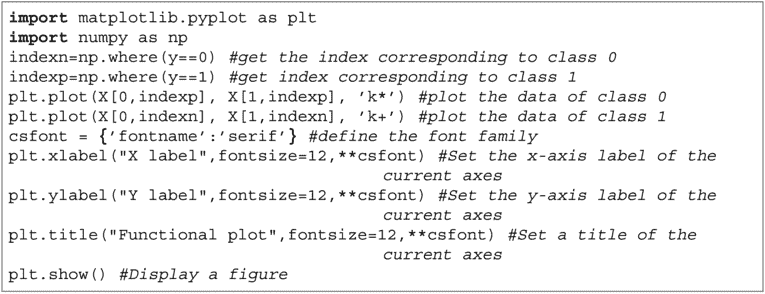 import matplotlib.pyplot as plt
import numpy as np
indexn=np.where(y==0) #get the index corresponding to class 0
indexp=np.where(y==1) #get index corresponding to class 1
plt.plot(X[0,indexp], X[1,indexp], ’k*’) #plot the data of class 0
plt.plot(X[0,indexn], X[1,indexn], ’k+’) #plot the data of class 1
csfont = {’fontname’:’serif’} #define the font family
plt.xlabel("X label",fontsize=12,**csfont) #Set the x-axis label of the
current axes
plt.ylabel("Y label",fontsize=12,**csfont) #Set the y-axis label of the
current axes
plt.title("Functional plot",fontsize=12,**csfont) #Set a title of the
current axes
plt.show() #Display a figure